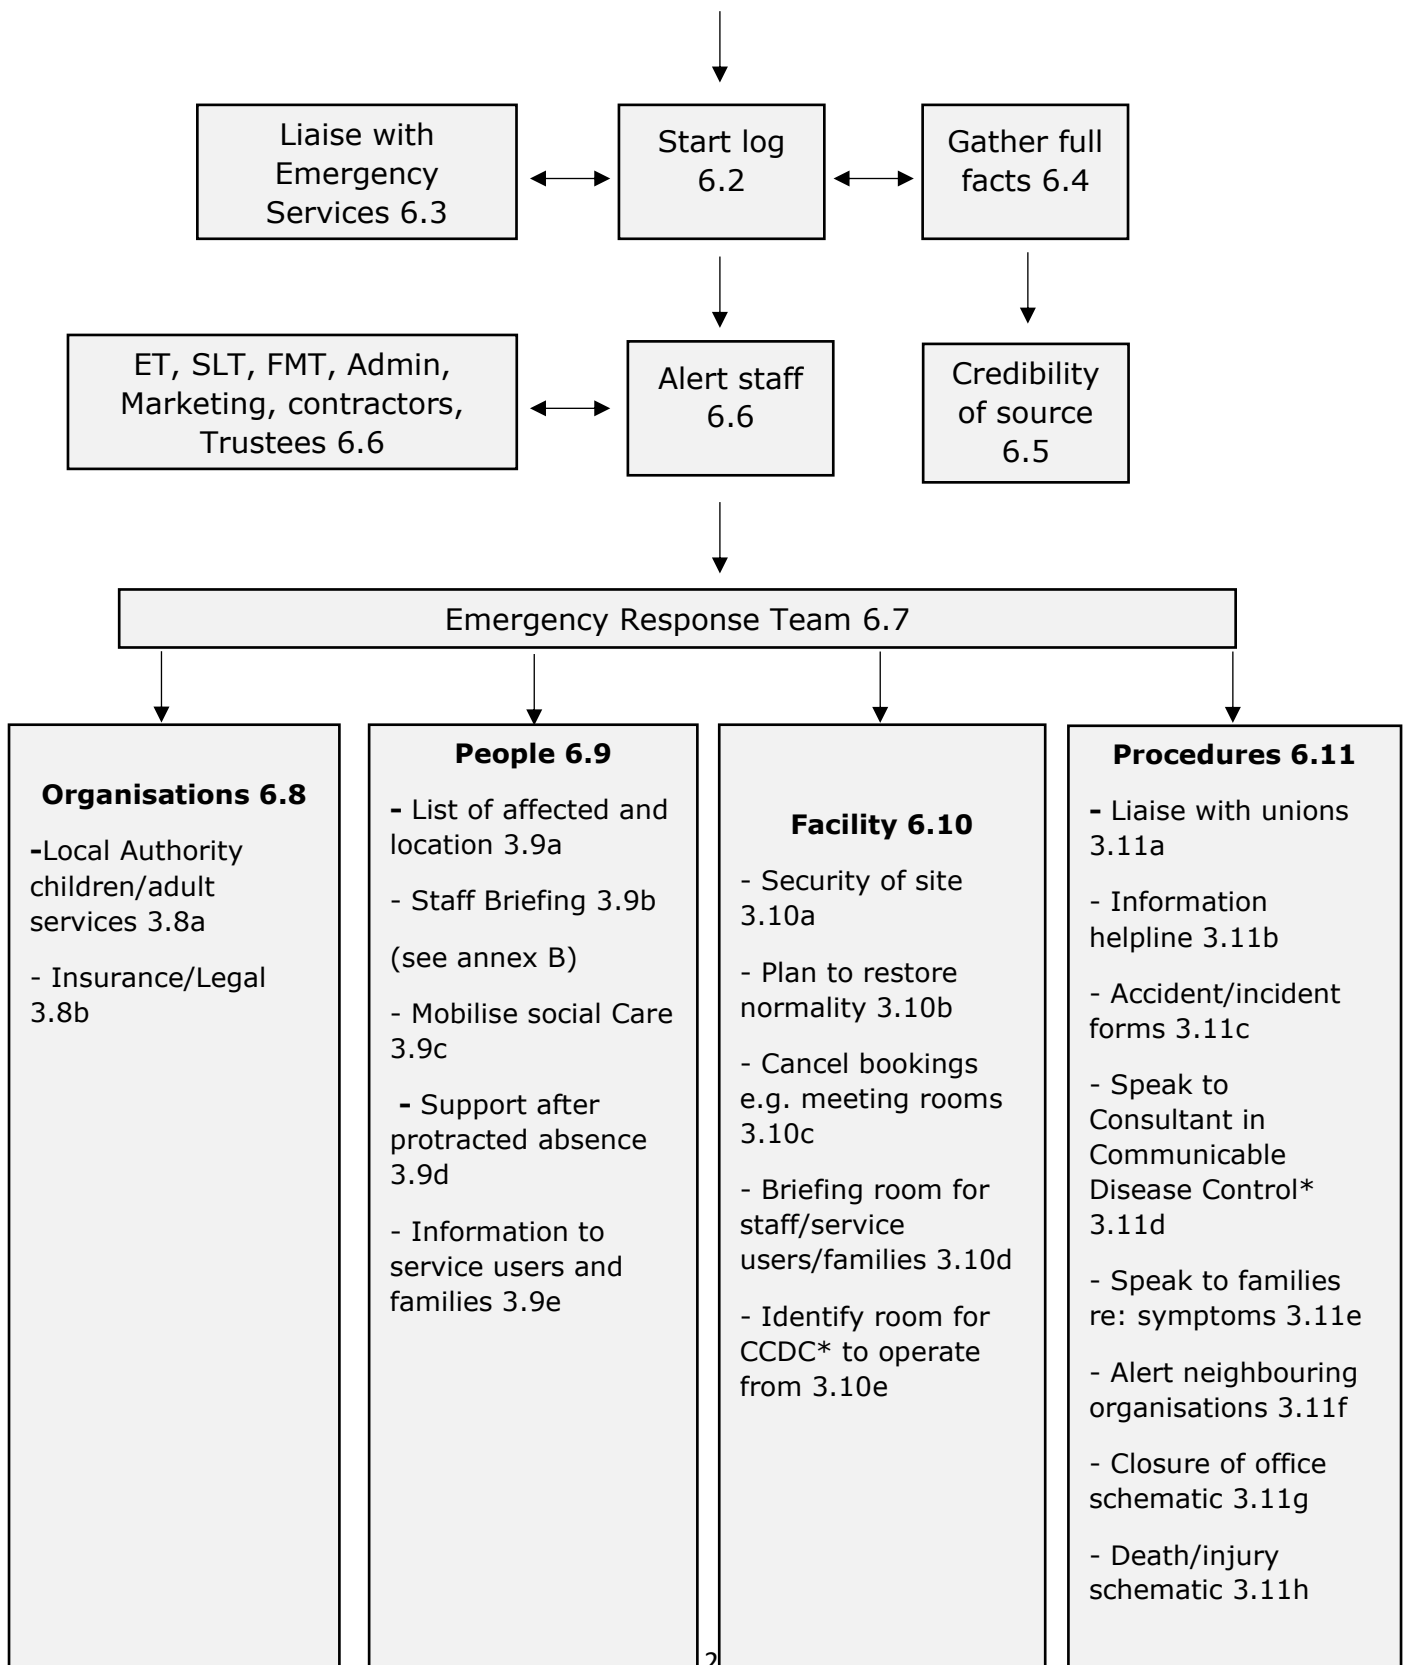 Liaise with
Emergency
Services 6.3
Start log
6.2
Gather full
facts 6.4
ET, SLT, FMT, Admin,
Marketing, contractors,
Trustees 6.6
Alert staff
6.6
Credibility
of source
6.5
Emergency Response Team 6.7
Organisations 6.8
-Local Authority
children/adult
services 3.8a
- Insurance/Legal
3.8b
People 6.9
- List of affected and
location 3.9a
- Staff Briefing 3.9b
(see annex B)
- Mobilise social Care
3.9c
- Support after
protracted absence
3.9d
- Information to
service users and
families 3.9e
Facility 6.10
- Security of site
3.10a
- Plan to restore
normality 3.10b
- Cancel bookings
e.g. meeting rooms
3.10c
- Briefing room for
staff/service
users/families 3.10d
- Identify room for
CCDC* to operate
from 3.10e
Procedures 6.11
- Liaise with unions
3.11a
- Information
helpline 3.11b
- Accident/incident
forms 3.11c
- Speak to
Consultant in
Communicable
Disease Control*
3.11d
- Speak to families
re: symptoms 3.11e
- Alert neighbouring
organisations 3.11f
- Closure of office
schematic 3.11g
- Death/injury
schematic 3.11h
2